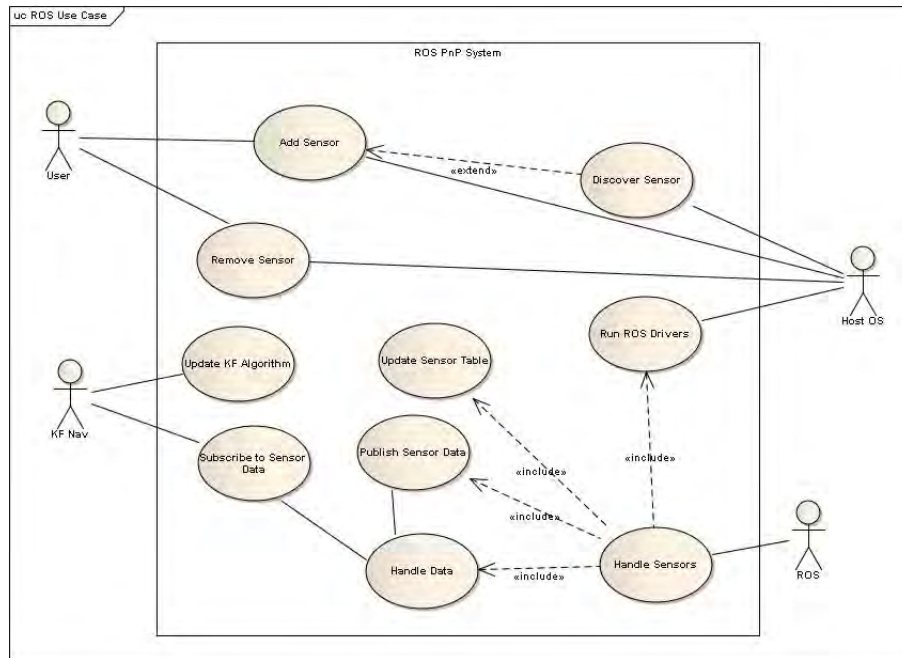 uc ROS Use Case
ROS PnP System
Add Sensor
User
«extend»
Discover Sensor
Remove Sensor
Host OS
Run ROS Drivers
Update KF Algorithm
Update Sensor Table
KF Nav
Subscribe to Sensor
Data
Publish Sensor Data
«include»
«include»
«include»
Handle Data
«include»
Handle Sensors
ROS